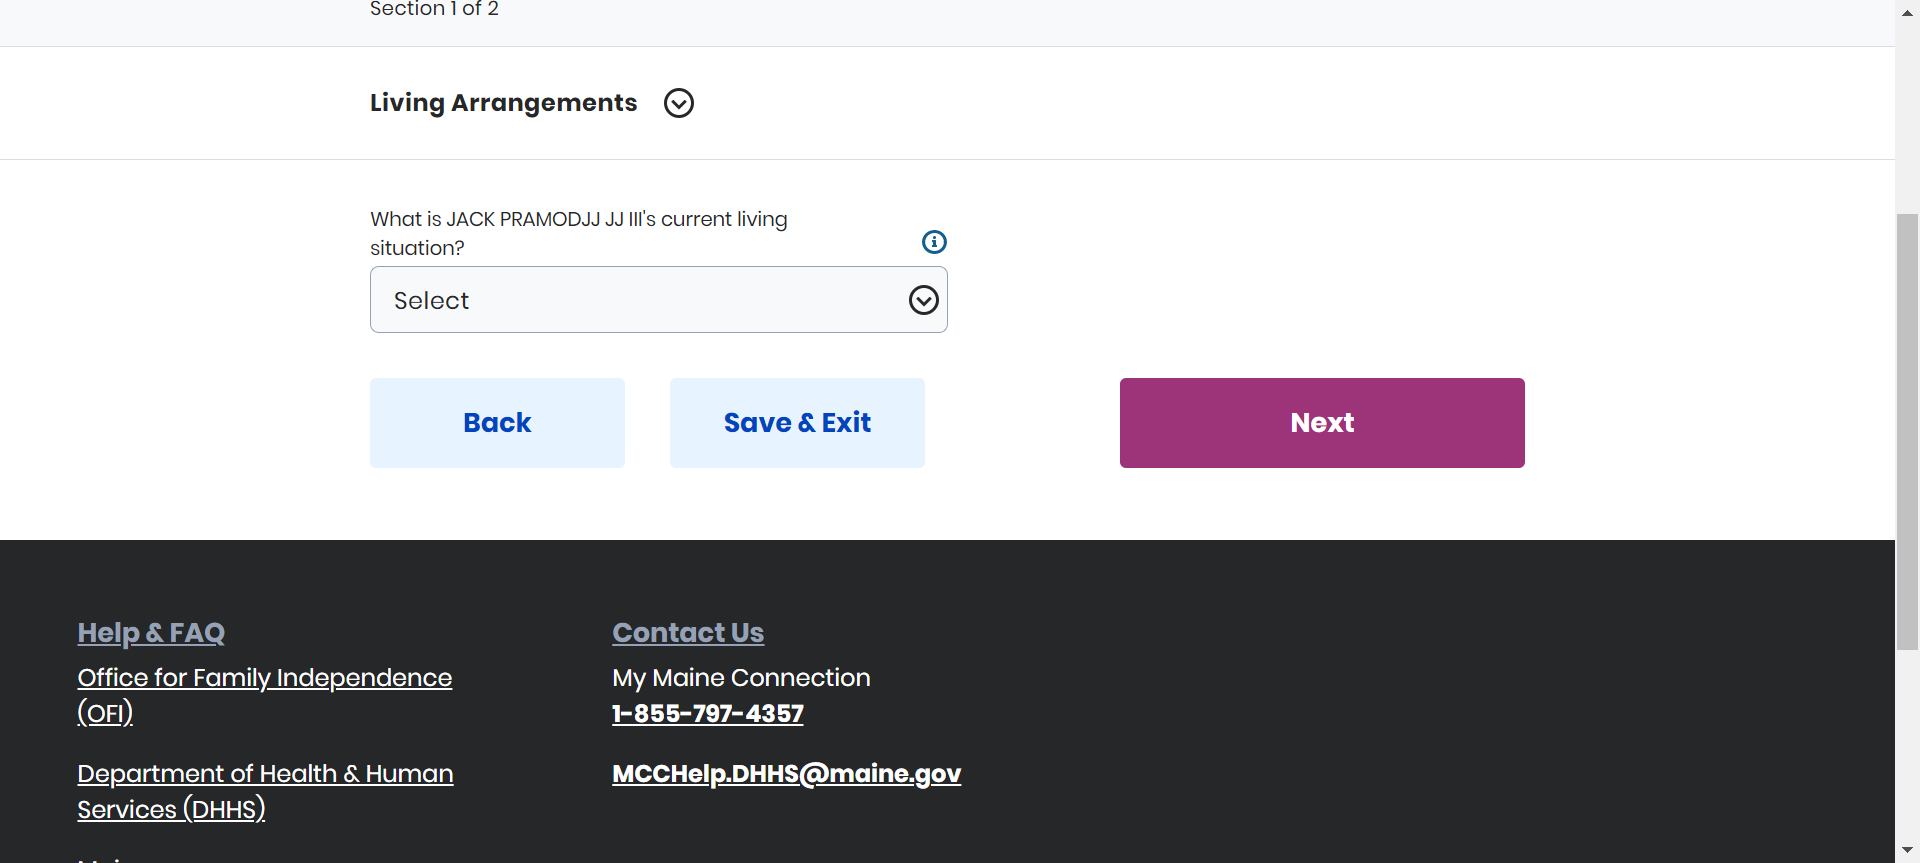 Section 1 of 2
Living Arrangements
What is JACK PRAMODJJ JJ III's current living
situation?
Select
Back
Save & Exit
Next
Help & FAQ
Contact Us
Office for Family Independence
(OFI)
My Maine Connection
1-855-797-4357
Department of Health & Human
Services (DHHS)
MCCHelp.DHHS@maine.gov